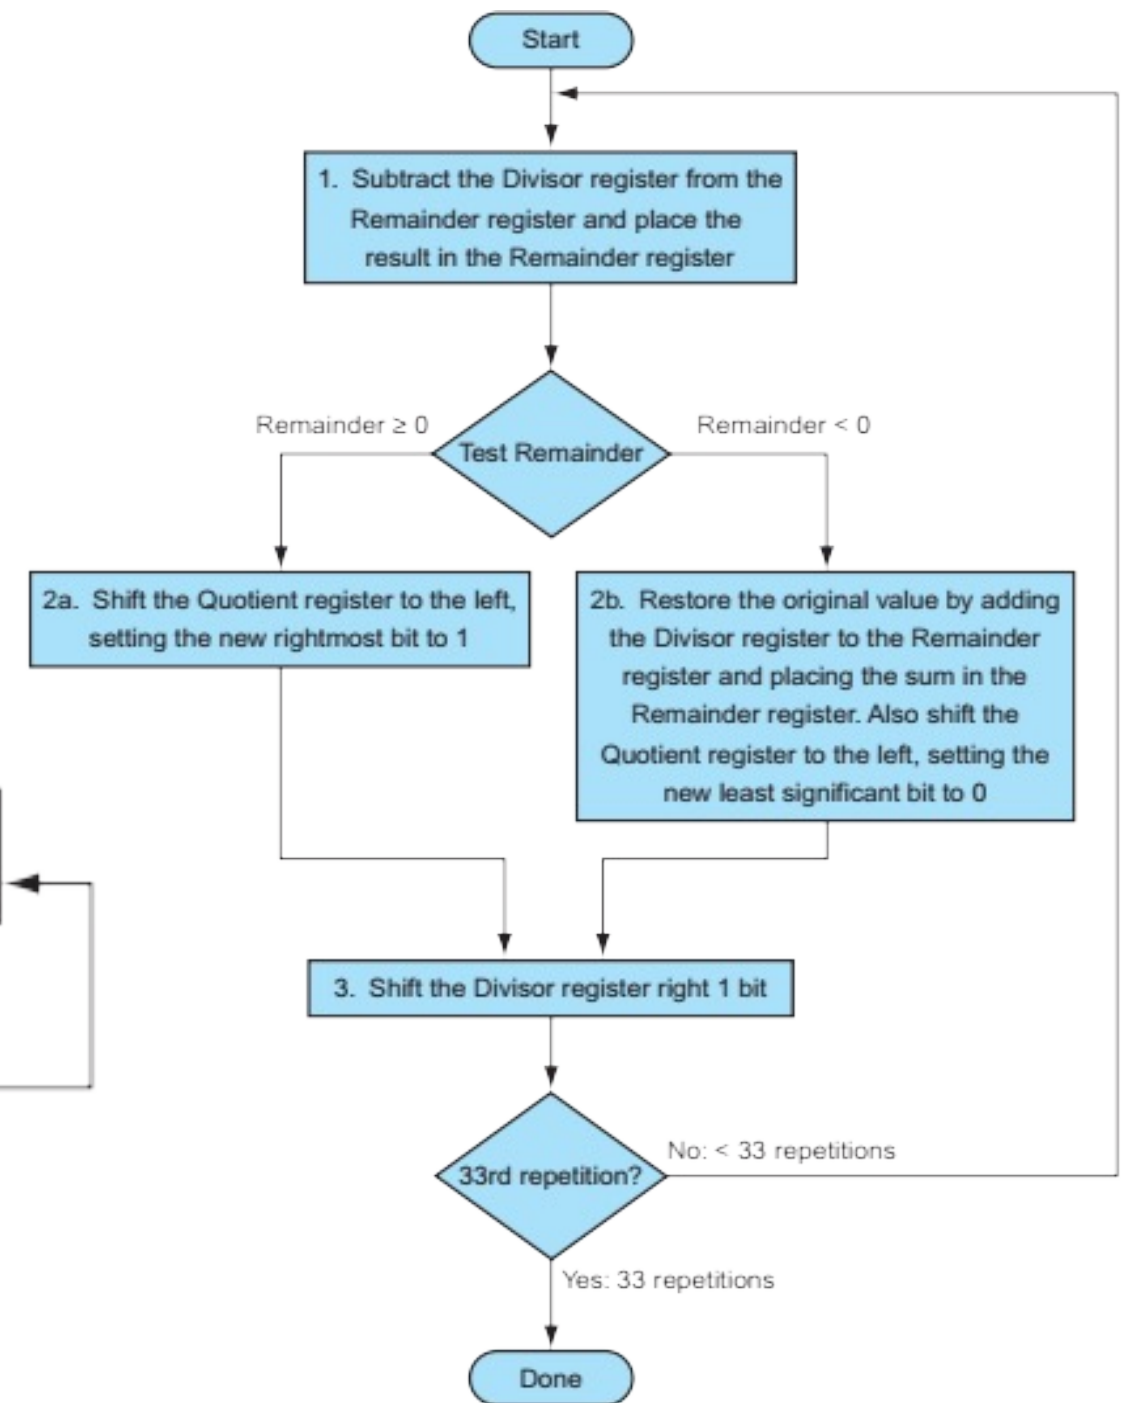 Start
1. Subtract the Divisor register from the
Remainder register and place the
result in the Remainder register
Remainder ≥ 0
Test Remainder
Remainder < 0
2a. Shift the Quotient register to the left,
setting the new rightmost bit to 1
2b. Restore the original value by adding
the Divisor register to the Remainder
register and placing the sum in the
Remainder register. Also shift the
Quotient register to the left, setting the
new least significant bit to 0
3. Shift the Divisor register right 1 bit
33rd repetition?
No: < 33 repetitions
Yes: 33 repetitions
Done